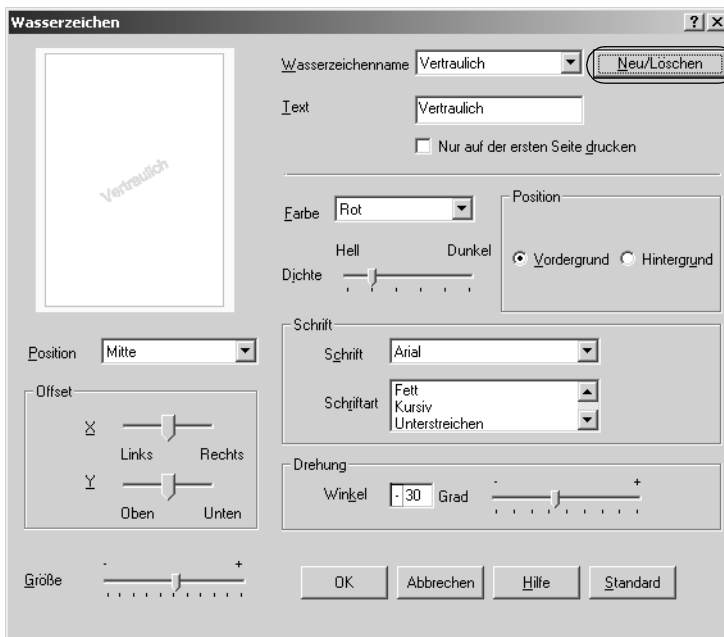 Wasserzeichen
Wasserzeichenname Vertraulich Neu/Löschen
Text Vertraulich
Nur auf der ersten Seite drucken
Vertraulich
Farbe Rot
Position
Hell Dunkel
Dichte
Vordergrund Hintergrund
Position Mitte
Schrift
Schrift Arial
Schriftart Fett
Kursiv
Unterstreichen
Offset
X
Links Rechts
Y
Oben Unten
Drehung
Winkel -30 Grad - +
Größe - +
OK Abbrechen Hilfe Standard